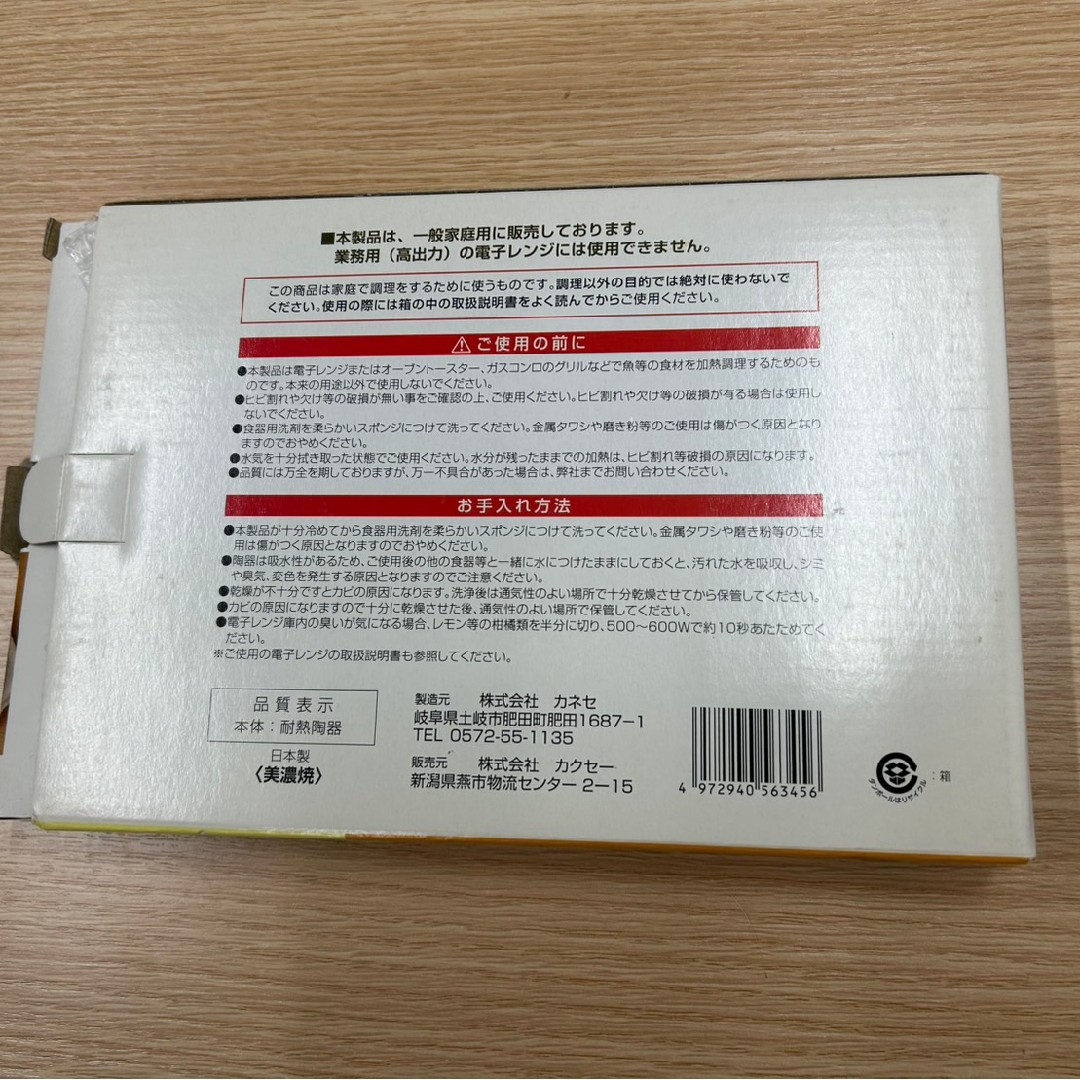 ■本製品は、一般家庭用に販売しております。
業務用（高出力）の電子レンジには使用できません。
この商品は家庭で調理をするために使うものです。調理以外の目的では絶対に使わないで
ください。使用の際には箱の中の取扱説明書をよく読んでからご使用ください。
⚠ご使用の前に
●本製品は電子レンジまたはオーブントースター、ガスコンロのグリルなどで魚等の食材を加熱調理するためのも
のです。本来の用途以外で使用しないでください。
●ヒビ割れや欠け等の破損が無い事をご確認の上、ご使用ください。ヒビ割れや欠け等の破損が有る場合は使用し
ないでください。
●食器用洗剤を柔らかいスポンジにつけて洗ってください。金属タワシや磨き粉等のご使用は傷がつく原因となり
ますのでおやめください。
●水気を十分拭き取った状態でご使用ください。水分が残ったままでの加熱は、ヒビ割れ等破損の原因になります。
●品質には万全を期しておりますが、万一不具合があった場合は、弊社までお問い合わせください。
お手入れ方法
●本製品が十分冷めてから食器用洗剤を柔らかいスポンジにつけて洗ってください。金属タワシや磨き粉等のご使
用は傷がつく原因となりますのでおやめください。
●陶器は吸水性があるため、ご使用後の他の食器等と一緒に水につけたままにしておくと、汚れた水を吸収し、シミ
や臭気、変色を発生する原因となりますのでご注意ください。
●乾燥が不十分ですとカビの原因になります。洗浄後は通気性のよい場所で十分乾燥させてから保管してください。
●カビの原因になりますので十分に乾燥させた後、通気性のよい場所で保管してください。
●電子レンジ庫内の臭いが気になる場合、レモン等の柑橘類を半分に切り、500〜600Wで約10秒あたためてく
ださい。
※ご使用の電子レンジの取扱説明書も参照してください。
品質表示
本体：耐熱陶器
日本製
〈美濃焼〉
製造元 株式会社 カネセ
岐阜県土岐市肥田町肥田1687−1
TEL 0572-55-1135
販売元 株式会社 カクセー
新潟県燕市物流センター 2−15
4 972940 563456
ダンボールはリサイクル
：箱